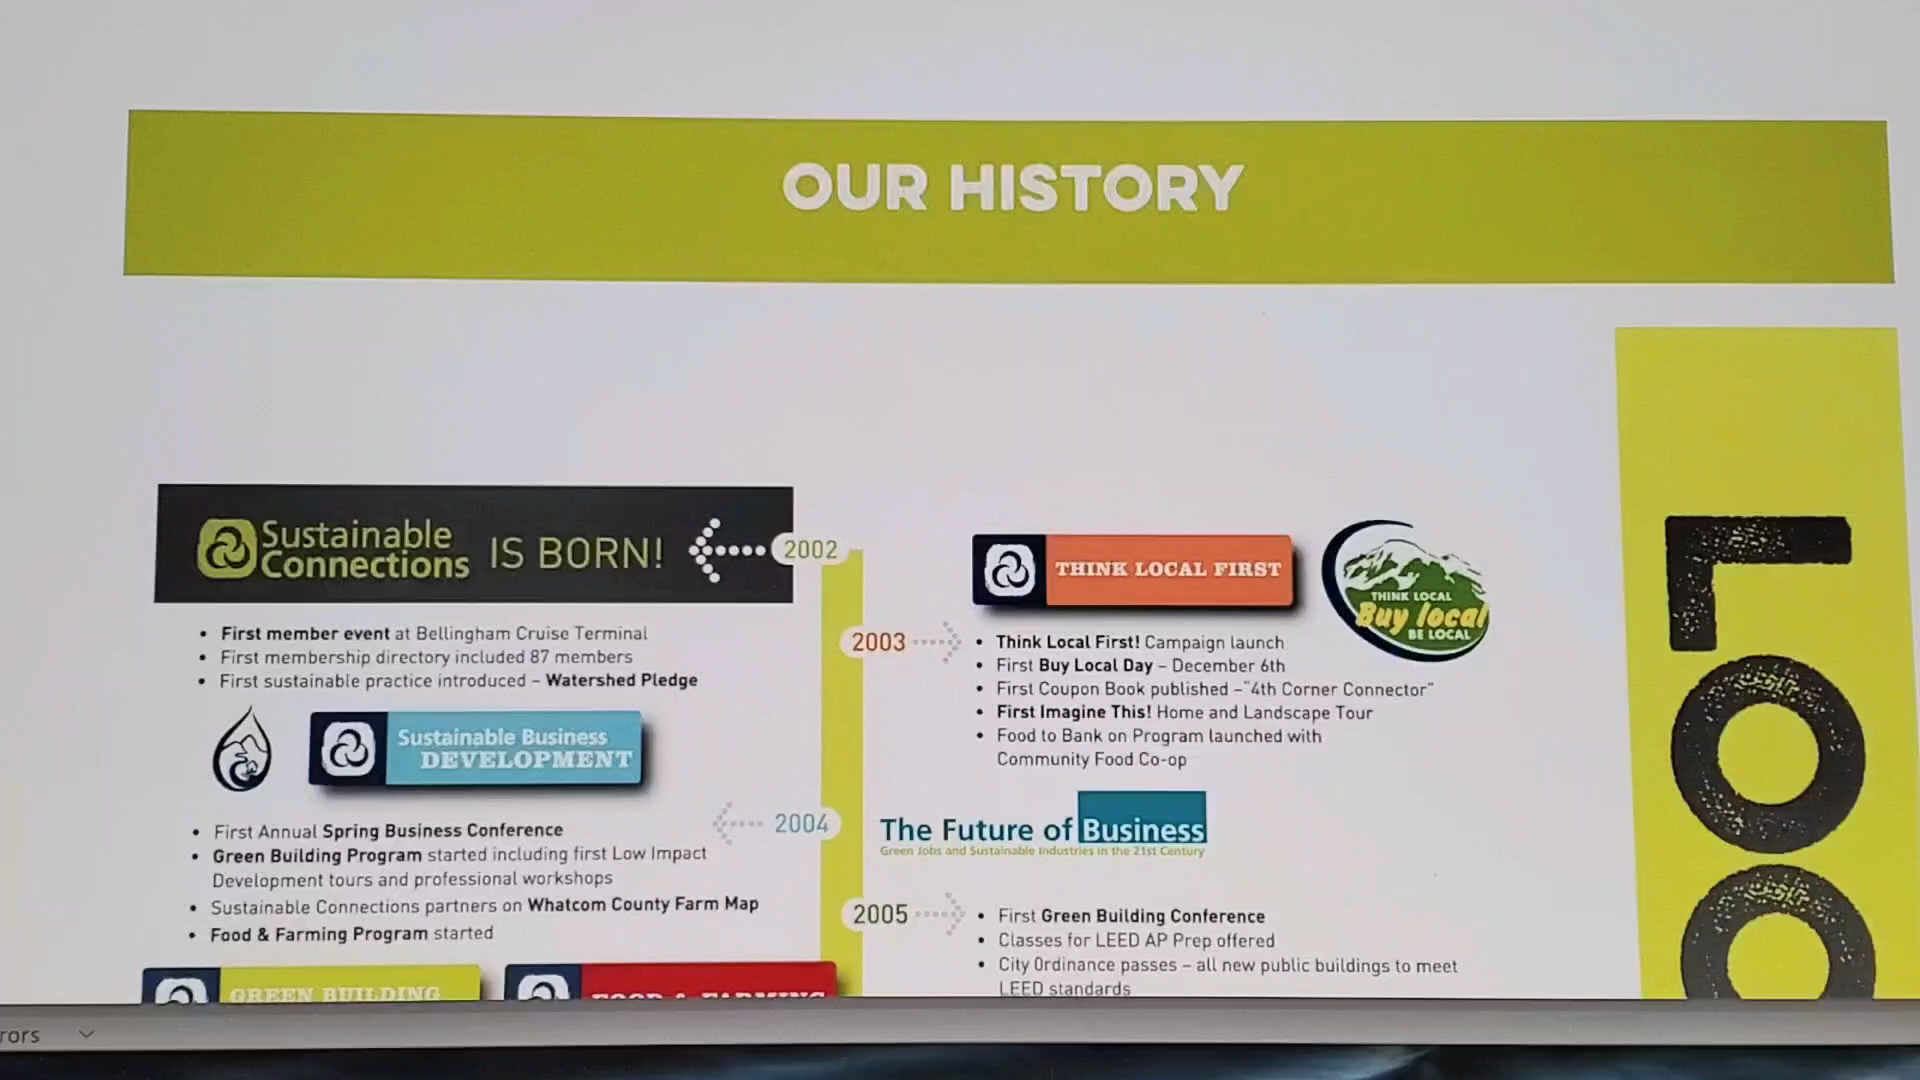 OUR HISTORY
Sustainable
Connections
IS BORN!
2002
• First member event at Bellingham Cruise Terminal
• First membership directory included 87 members
• First sustainable practice introduced – Watershed Pledge
Sustainable Business
DEVELOPMENT
THINK LOCAL FIRST
THINK LOCAL
Buy local
BE LOCAL
2003
• Think Local First! Campaign launch
• First Buy Local Day – December 6th
• First Coupon Book published –"4th Corner Connector"
• First Imagine This! Home and Landscape Tour
• Food to Bank on Program launched with
Community Food Co-op
2004
• First Annual Spring Business Conference
• Green Building Program started including first Low Impact
Development tours and professional workshops
• Sustainable Connections partners on Whatcom County Farm Map
• Food & Farming Program started
The Future of Business
Green Jobs and Sustainable Industries in the 21st Century
2005
• First Green Building Conference
• Classes for LEED AP Prep offered
• City Ordinance passes – all new public buildings to meet
LEED standards
GREEN BUILDING
FOOD & FARMING
LOO
rors